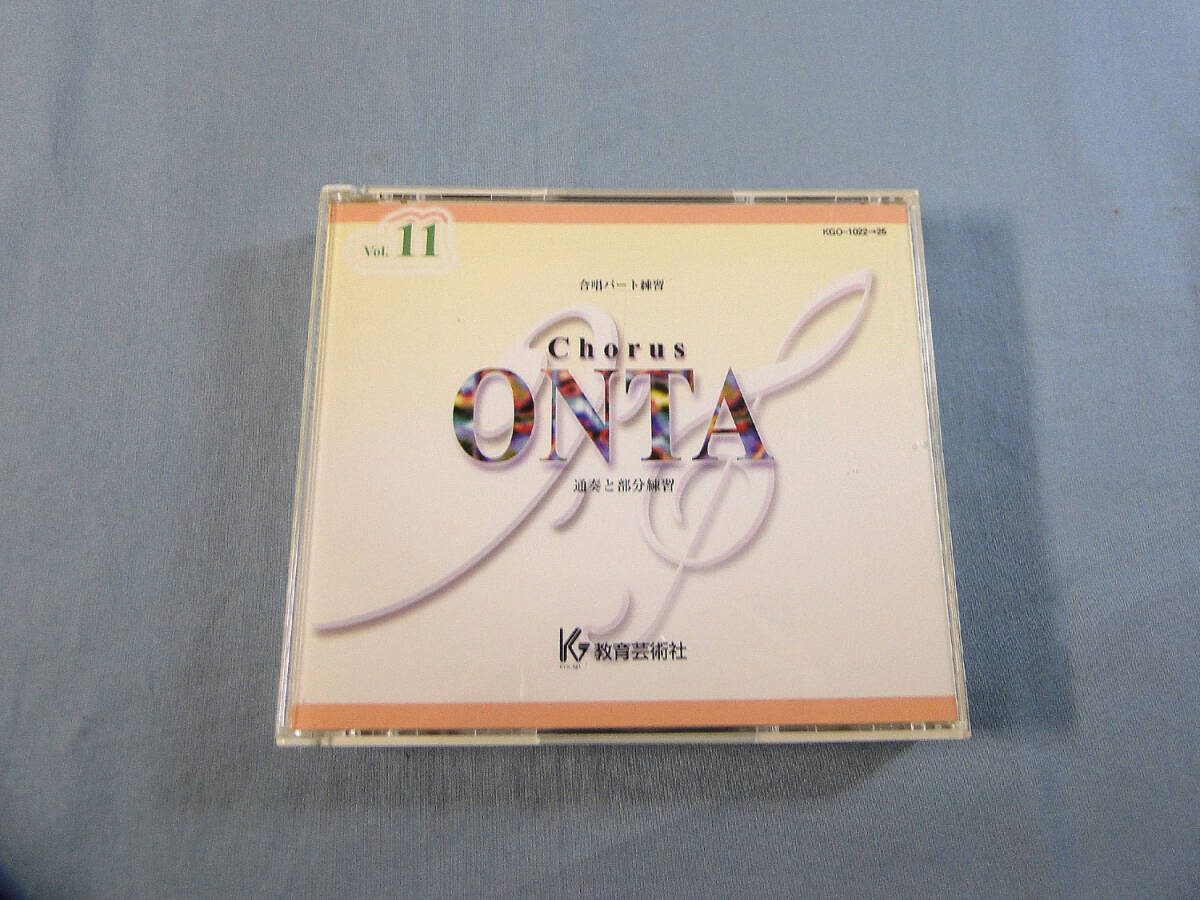 Vol. 11
KGO-1022→25
合唱パート練習
Chorus
ONTA
通奏と部分練習
教育芸術社